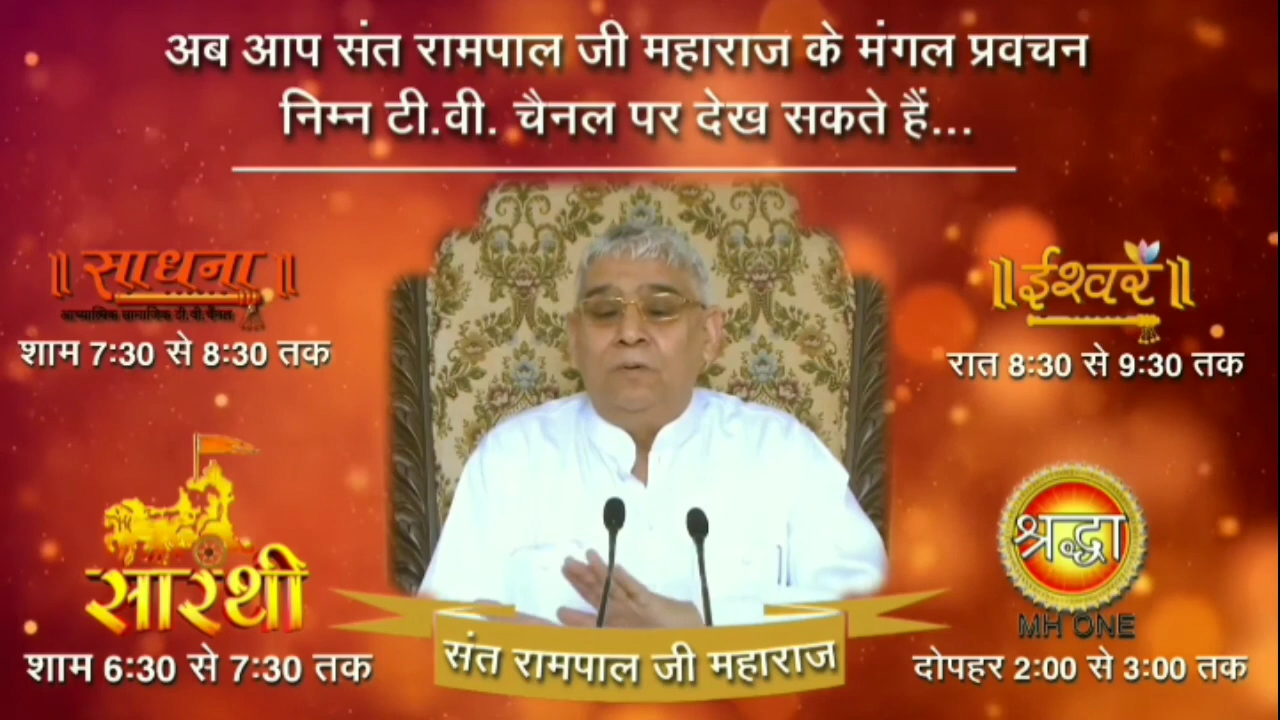 अब आप संत रामपाल जी महाराज के मंगल प्रवचन
निम्न टी.वी. चैनल पर देख सकते हैं...
॥ साधना ॥
आध्यात्मिक सामाजिक टी.वी. चैनल
शाम 7:30 से 8:30 तक
॥ ईश्वर ॥
रात 8:30 से 9:30 तक
सारथी
शाम 6:30 से 7:30 तक
श्रद्धा
MH ONE
दोपहर 2:00 से 3:00 तक
संत रामपाल जी महाराज